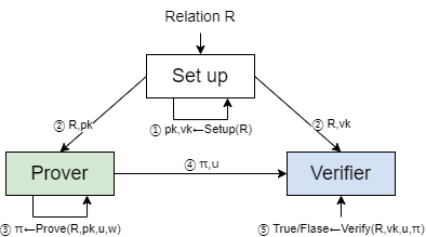 Relation R
Set up
① pk,vk←Setup(R)
② R,pk
② R,vk
Prover
④ π,u
Verifier
③ π←Prove(R,pk,u,w)
⑤ True/Flase←Verify(R,vk,u,π)